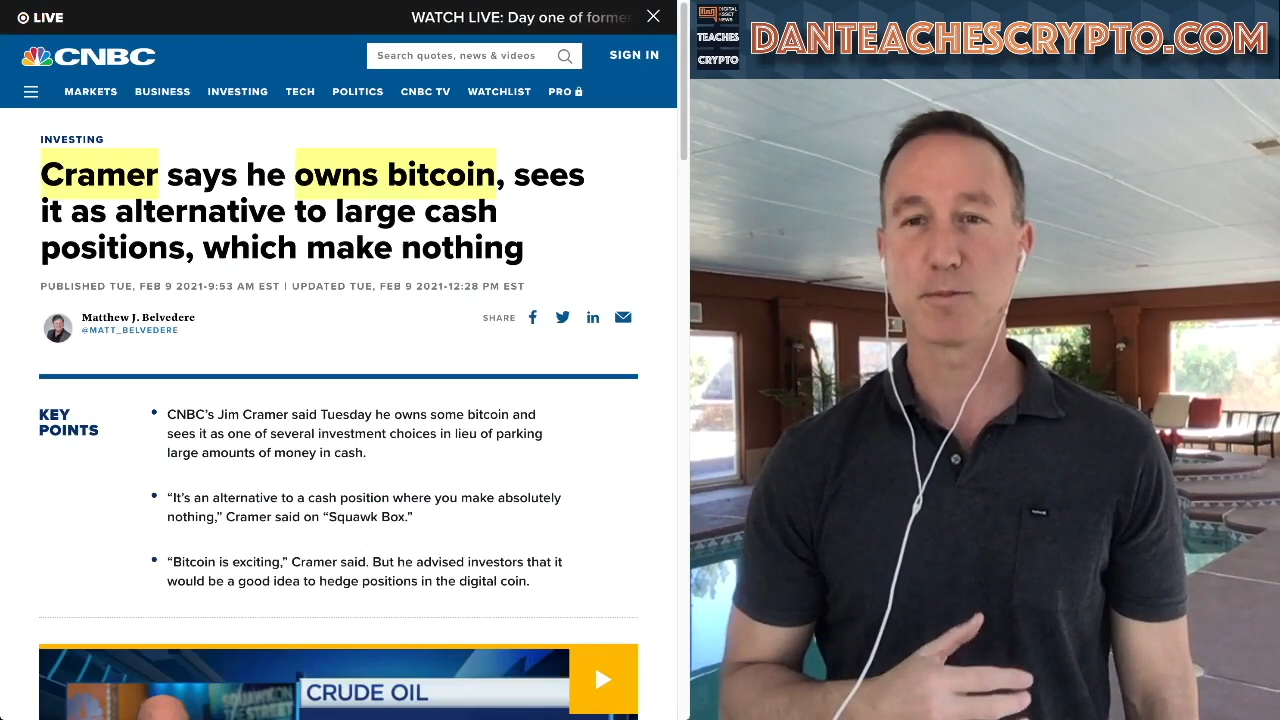 LIVE
WATCH LIVE: Day one of forme
CNBC
Search quotes, news & videos
SIGN IN
MARKETS BUSINESS INVESTING TECH POLITICS CNBC TV WATCHLIST PRO
INVESTING
Cramer says he owns bitcoin, sees
it as alternative to large cash
positions, which make nothing
PUBLISHED TUE, FEB 9 2021•9:53 AM EST | UPDATED TUE, FEB 9 2021•12:28 PM EST
Matthew J. Belvedere
@MATT_BELVEDERE
SHARE
KEY
POINTS
• CNBC’s Jim Cramer said Tuesday he owns some bitcoin and
sees it as one of several investment choices in lieu of parking
large amounts of money in cash.
• “It’s an alternative to a cash position where you make absolutely
nothing,” Cramer said on “Squawk Box.”
• “Bitcoin is exciting,” Cramer said. But he advised investors that it
would be a good idea to hedge positions in the digital coin.
CRUDE OIL
DIGITAL
ASSET
NEWS
TEACHES
CRYPTO
DANTEACHESCRYPTO.COM